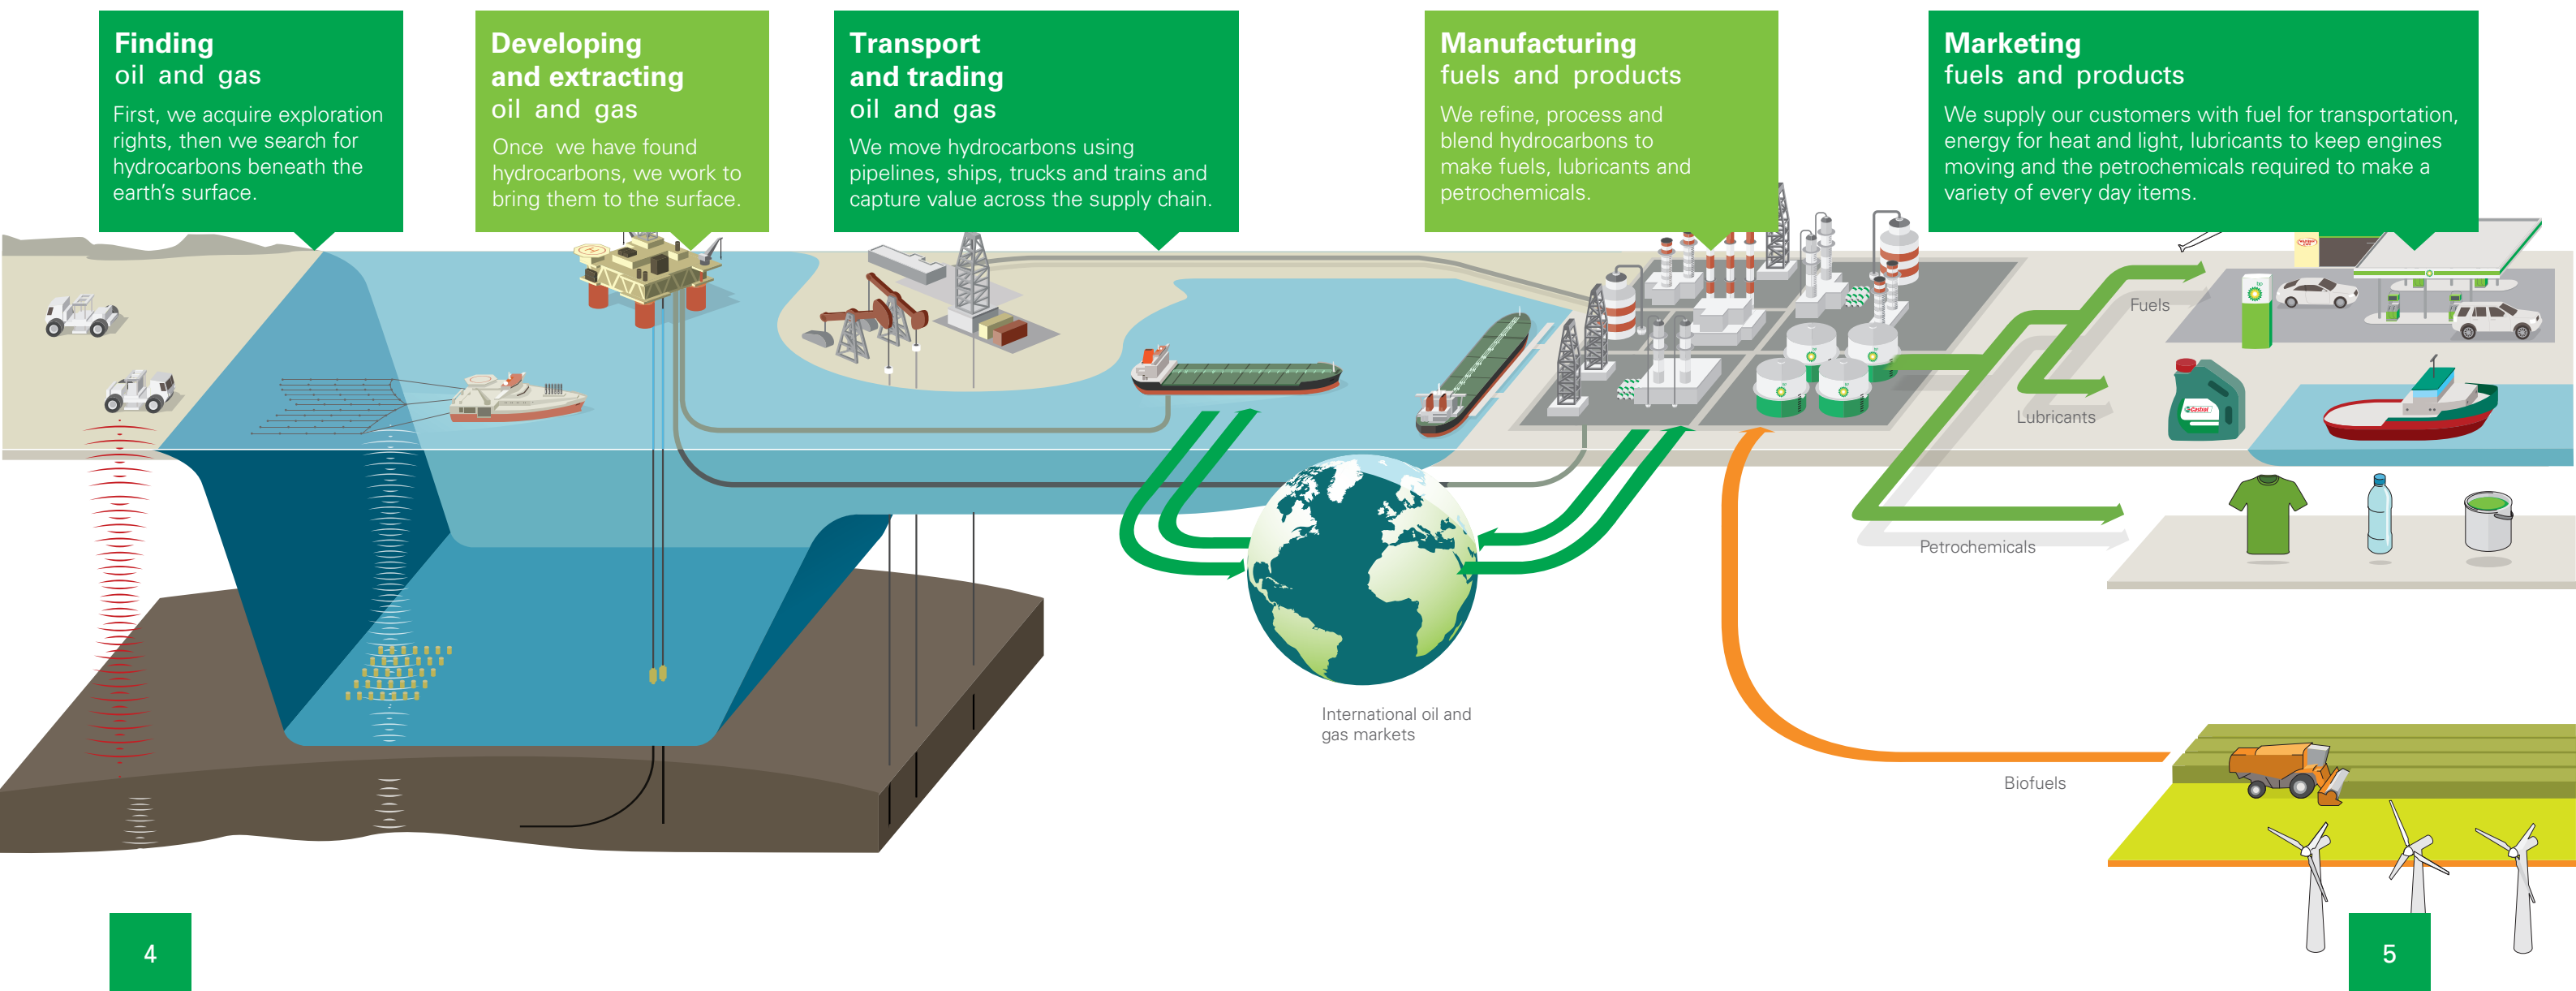 Finding
oil and gas
First, we acquire exploration
rights, then we search for
hydrocarbons beneath the
earth's surface.
Developing
and extracting
oil and gas
Once we have found
hydrocarbons, we work to
bring them to the surface.
Transport
and trading
oil and gas
We move hydrocarbons using
pipelines, ships, trucks and trains and
capture value across the supply chain.
Manufacturing
fuels and products
We refine, process and
blend hydrocarbons to
make fuels, lubricants and
petrochemicals.
Marketing
fuels and products
We supply our customers with fuel for transportation,
energy for heat and light, lubricants to keep engines
moving and the petrochemicals required to make a
variety of every day items.
H
Fuels
bp
Lubricants
Castrol
Petrochemicals
International oil and
gas markets
Biofuels
4
5